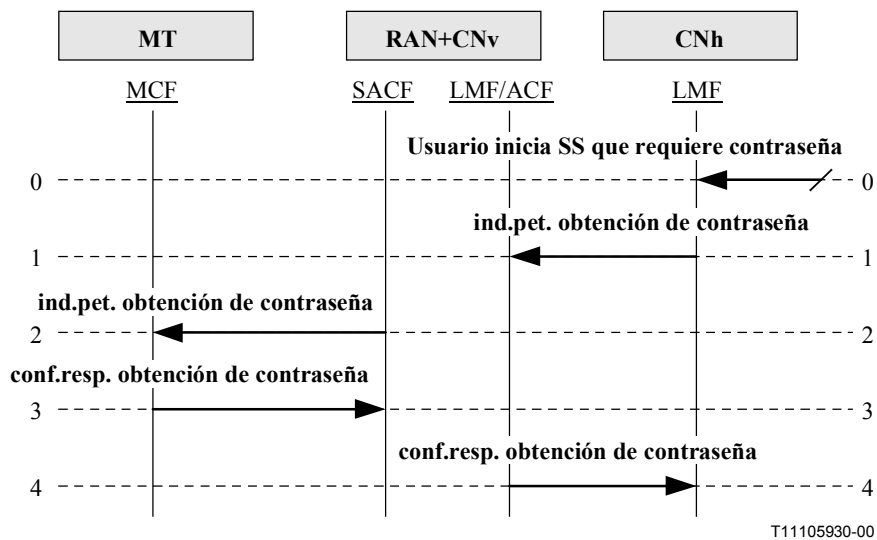 MT RAN+CNv CNh
MCF SACF LMF/ACF LMF
Usuario inicia SS que requiere contraseña
0 0
ind.pet. obtención de contraseña
1 1
ind.pet. obtención de contraseña
2 2
conf.resp. obtención de contraseña
3 3
conf.resp. obtención de contraseña
4 4
T11105930-00